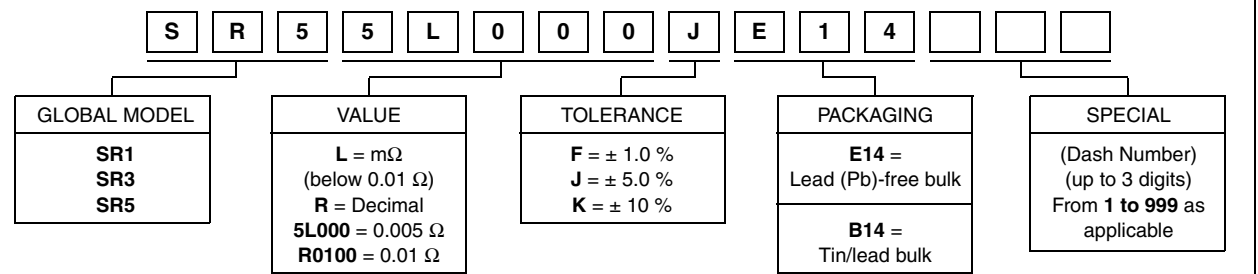 S R 5 5 L 0 0 0 J E 1 4
GLOBAL MODEL
SR1
SR3
SR5
VALUE
L = mΩ
(below 0.01 Ω)
R = Decimal
5L000 = 0.005 Ω
R0100 = 0.01 Ω
TOLERANCE
F = ± 1.0 %
J = ± 5.0 %
K = ± 10 %
PACKAGING
E14 =
Lead (Pb)-free bulk
B14 =
Tin/lead bulk
SPECIAL
(Dash Number)
(up to 3 digits)
From 1 to 999 as
applicable